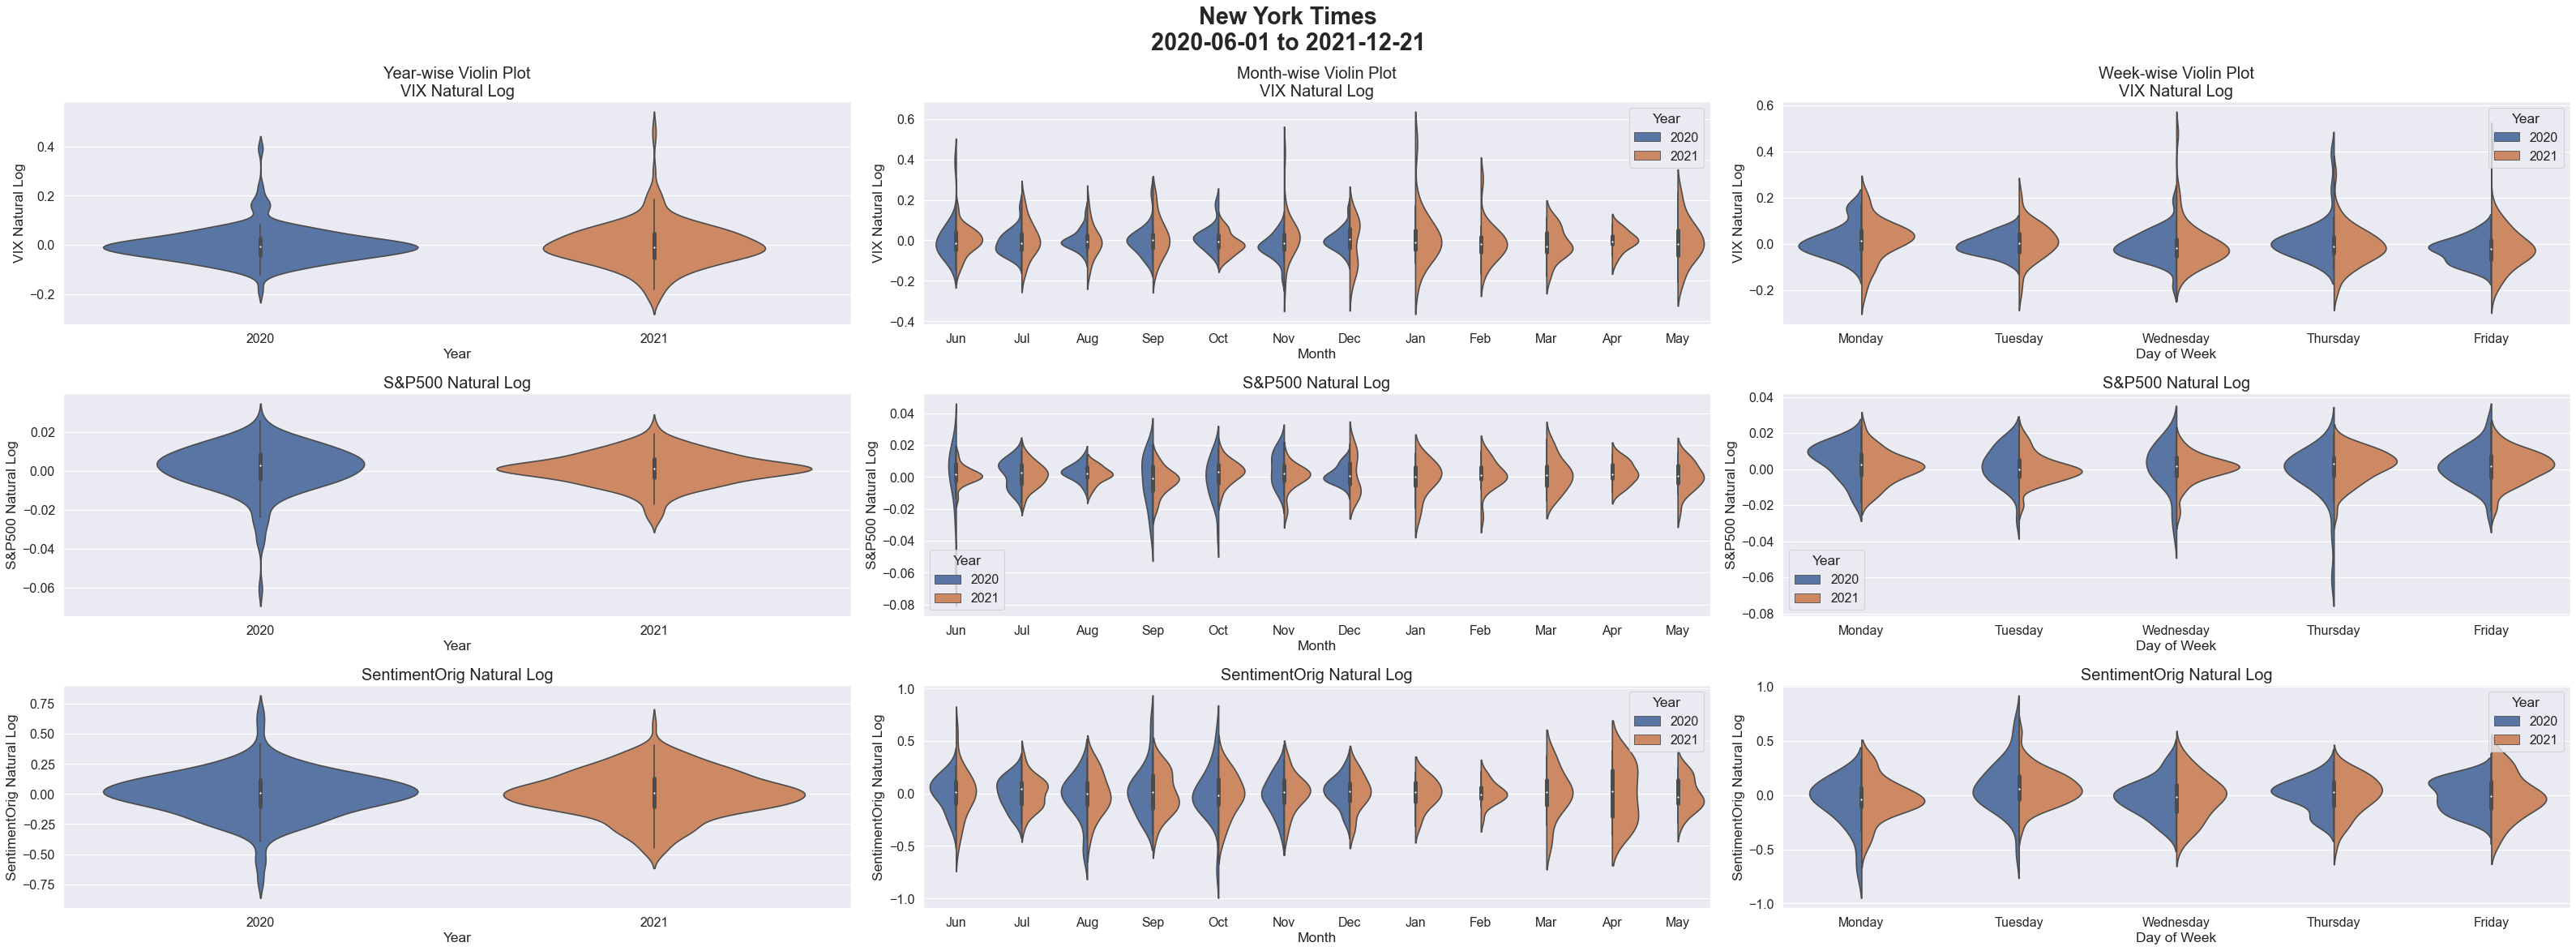 New York Times
2020-06-01 to 2021-12-21
Year-wise Violin Plot
VIX Natural Log
VIX Natural Log
0.4
0.2
0.0
−0.2
2020
2021
Year
Month-wise Violin Plot
VIX Natural Log
VIX Natural Log
0.6
0.4
0.2
0.0
−0.2
−0.4
Year
2020
2021
Jun Jul Aug Sep Oct Nov Dec Jan Feb Mar Apr May
Month
Week-wise Violin Plot
VIX Natural Log
VIX Natural Log
0.6
0.4
0.2
0.0
−0.2
Year
2020
2021
Monday Tuesday Wednesday Thursday Friday
Day of Week
S&P500 Natural Log
S&P500 Natural Log
0.02
0.00
−0.02
−0.04
−0.06
2020
2021
Year
S&P500 Natural Log
S&P500 Natural Log
0.04
0.02
0.00
−0.02
−0.04
−0.06
−0.08
Year
2020
2021
Jun Jul Aug Sep Oct Nov Dec Jan Feb Mar Apr May
Month
S&P500 Natural Log
S&P500 Natural Log
0.04
0.02
0.00
−0.02
−0.04
−0.06
−0.08
Year
2020
2021
Monday Tuesday Wednesday Thursday Friday
Day of Week
SentimentOrig Natural Log
SentimentOrig Natural Log
0.75
0.50
0.25
0.00
−0.25
−0.50
−0.75
2020
2021
Year
SentimentOrig Natural Log
SentimentOrig Natural Log
1.0
0.5
0.0
−0.5
−1.0
Year
2020
2021
Jun Jul Aug Sep Oct Nov Dec Jan Feb Mar Apr May
Month
SentimentOrig Natural Log
SentimentOrig Natural Log
1.0
0.5
0.0
−0.5
−1.0
Year
2020
2021
Monday Tuesday Wednesday Thursday Friday
Day of Week